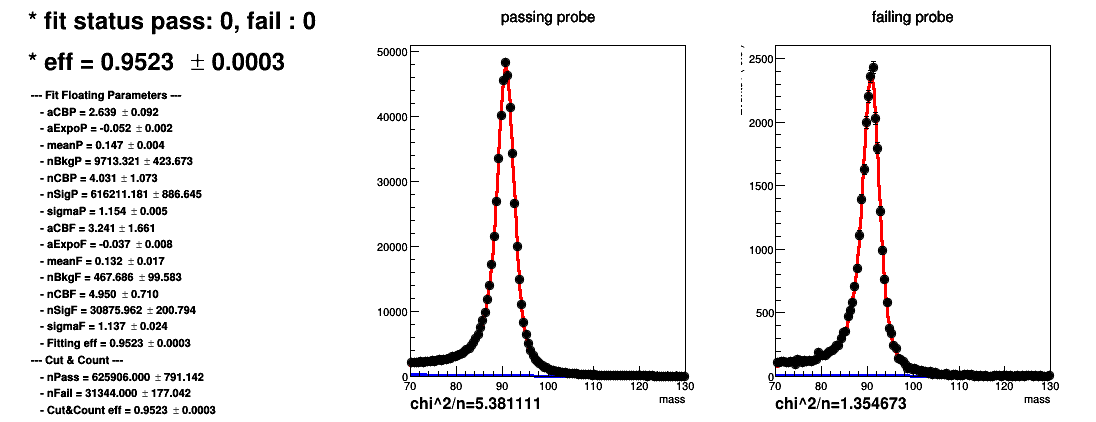 * fit status pass: 0, fail : 0
* eff = 0.9523 ± 0.0003
--- Fit Floating Parameters ---
- aCBP = 2.639 ± 0.092
- aExpoP = -0.052 ± 0.002
- meanP = 0.147 ± 0.004
- nBkgP = 9713.321 ± 423.673
- nCBP = 4.031 ± 1.073
- nSigP = 616211.181 ± 886.645
- sigmaP = 1.154 ± 0.005
- aCBF = 3.241 ± 1.661
- aExpoF = -0.037 ± 0.008
- meanF = 0.132 ± 0.017
- nBkgF = 467.686 ± 99.583
- nCBF = 4.950 ± 0.710
- nSigF = 30875.962 ± 200.794
- sigmaF = 1.137 ± 0.024
- Fitting eff = 0.9523 ± 0.0003
--- Cut & Count ---
- nPass = 625906.000 ± 791.142
- nFail = 31344.000 ± 177.042
- Cut&Count eff = 0.9523 ± 0.0003
passing probe
50000
40000
30000
20000
10000
0
70 80 90 100 110 120 130
mass
chi^2/n=5.381111
failing probe
2500
2000
1500
1000
500
0
70 80 90 100 110 120 130
mass
chi^2/n=1.354673